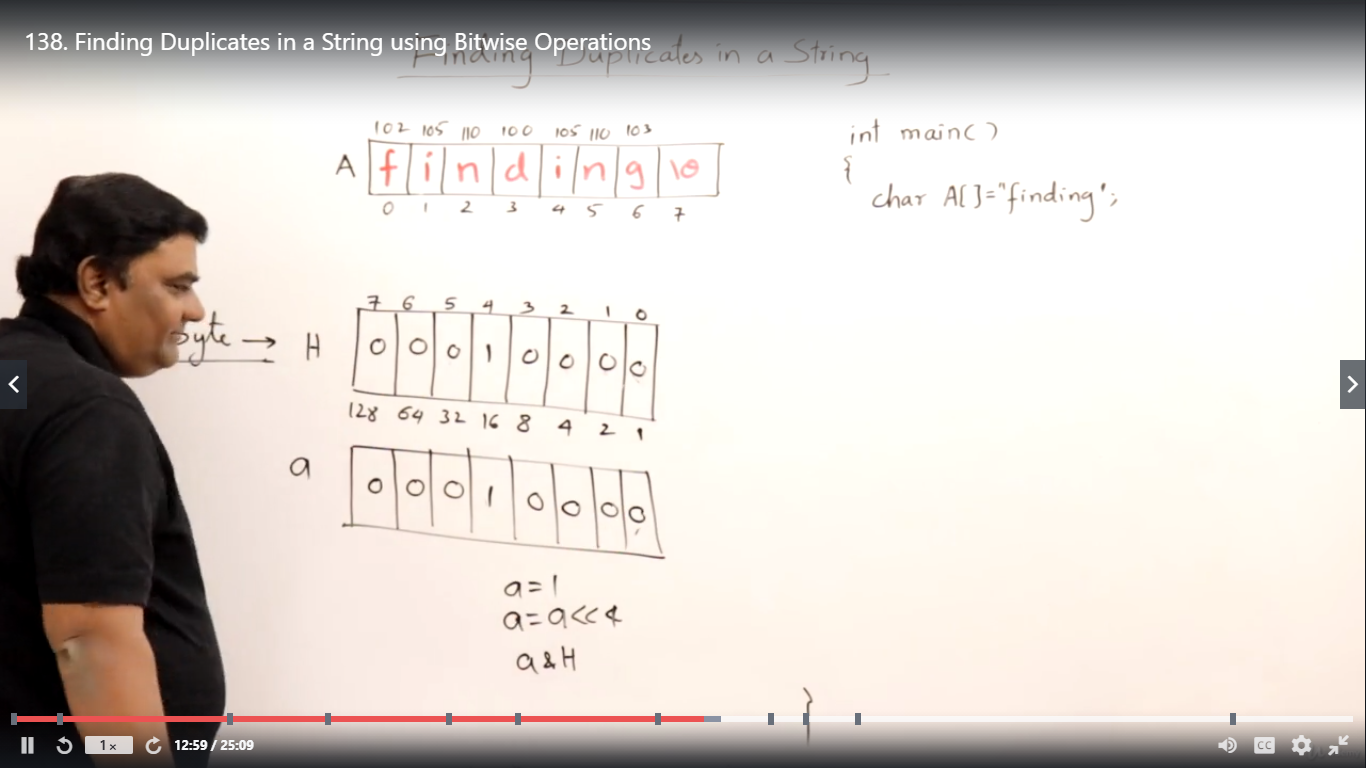 138. Finding Duplicates in a String using Bitwise Operations
Finding Duplicates in a String
102 105 110 100 105 110 103
A f i n d i n g \0
0 1 2 3 4 5 6 7
int main()
{
char A[]="finding";
7 6 5 4 3 2 1 0
byte → H 0 0 0 1 0 0 0 0
128 64 32 16 8 4 2 1
a 0 0 0 1 0 0 0 0
a=1
a=a<<4
a&H
}
1x 12:59 / 25:09 CC